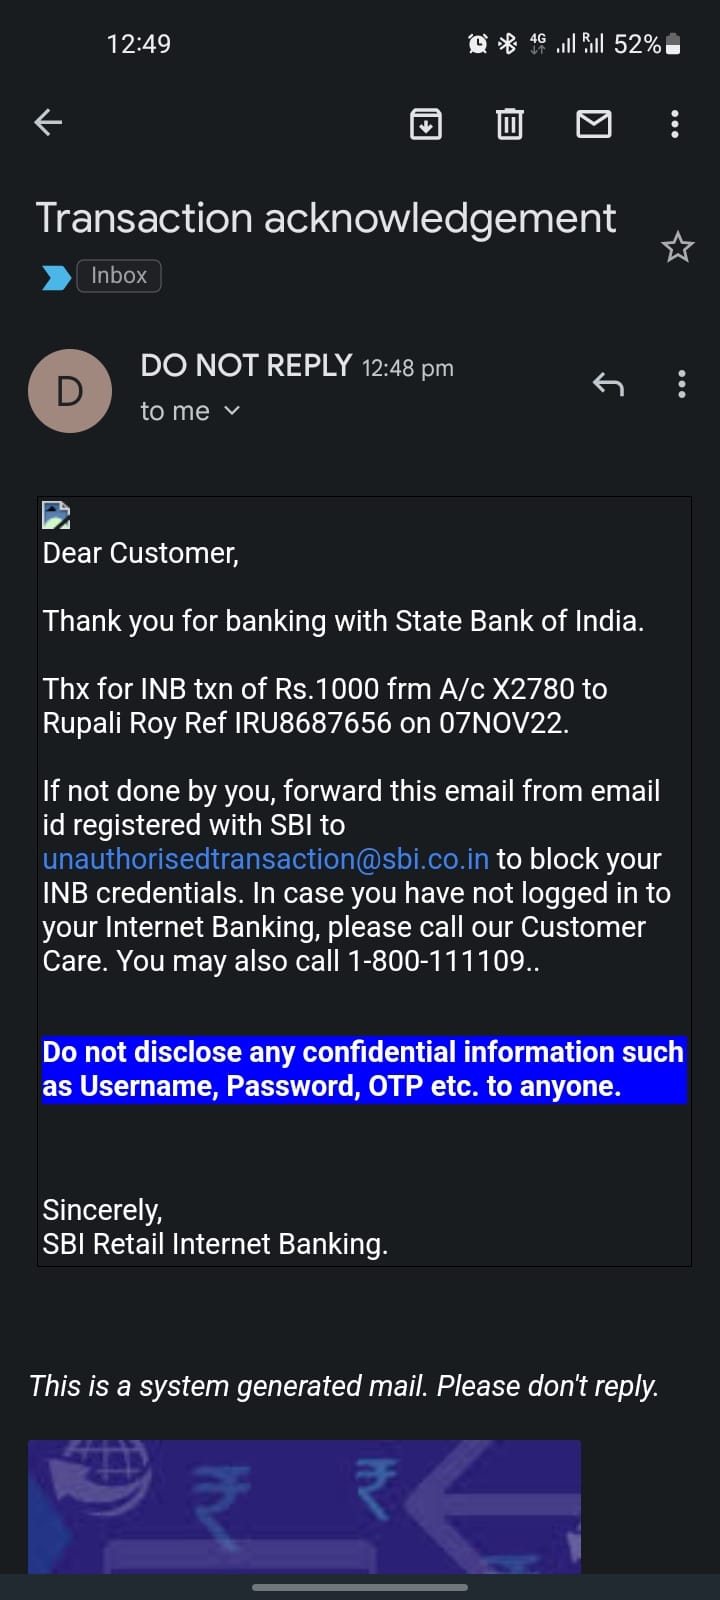 12:49
4G R 52%
Transaction acknowledgement
Inbox
D
DO NOT REPLY 12:48 pm
to me
Dear Customer,
Thank you for banking with State Bank of India.
Thx for INB txn of Rs.1000 frm A/c X2780 to
Rupali Roy Ref IRU8687656 on 07NOV22.
If not done by you, forward this email from email
id registered with SBI to
unauthorisedtransaction@sbi.co.in to block your
INB credentials. In case you have not logged in to
your Internet Banking, please call our Customer
Care. You may also call 1-800-111109..
Do not disclose any confidential information such
as Username, Password, OTP etc. to anyone.
Sincerely,
SBI Retail Internet Banking.
This is a system generated mail. Please don't reply.
₹ ₹